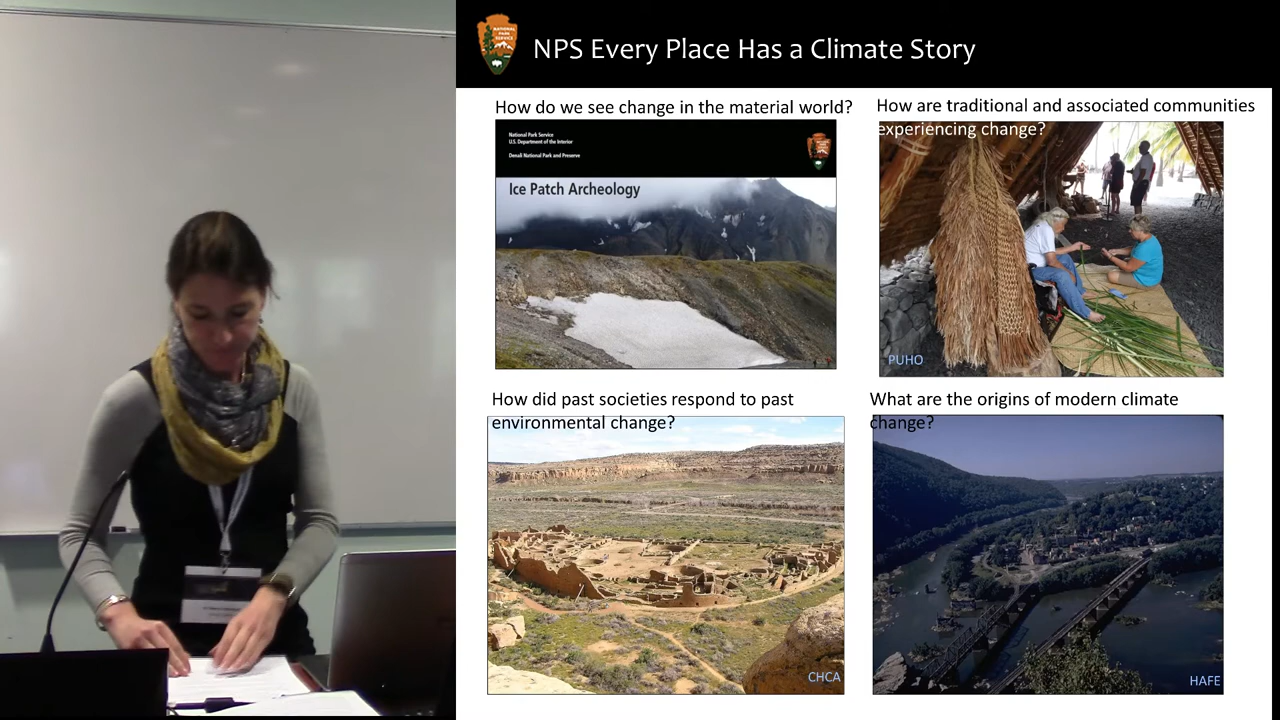 NATIONAL
PARK
SERVICE
NPS Every Place Has a Climate Story
How do we see change in the material world?
National Park Service
U.S. Department of the Interior
Denali National Park and Preserve
Ice Patch Archeology
How are traditional and associated communities
experiencing change?
PUHO
How did past societies respond to past
environmental change?
CHCA
What are the origins of modern climate
change?
HAFE